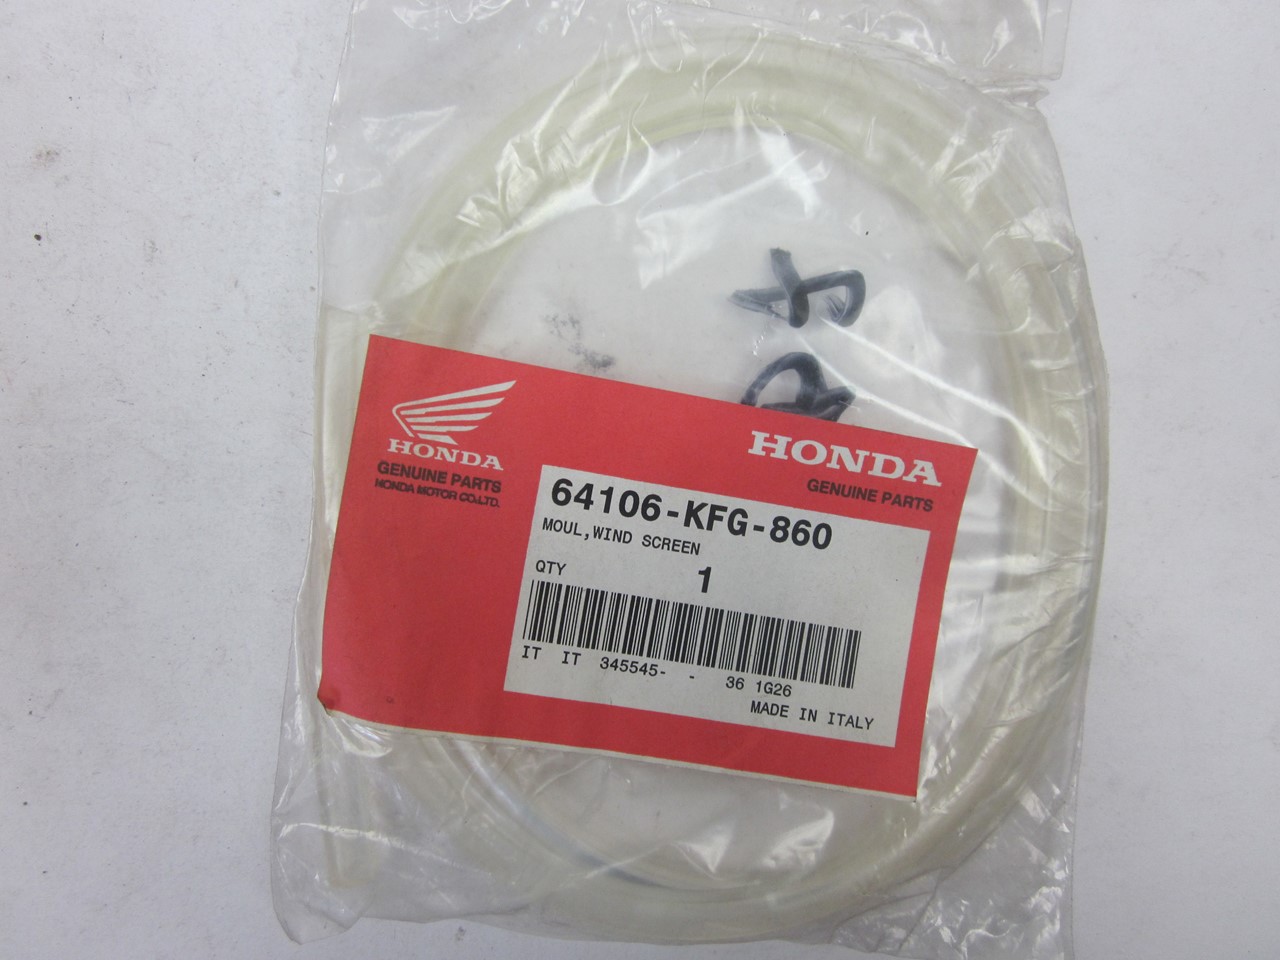 HONDA
GENUINE PARTS
HONDA MOTOR CO.LTD.
HONDA
GENUINE PARTS
64106-KFG-860
MOUL,WIND SCREEN
QTY 1
IT IT 345545- - 36 1G26
MADE IN ITALY